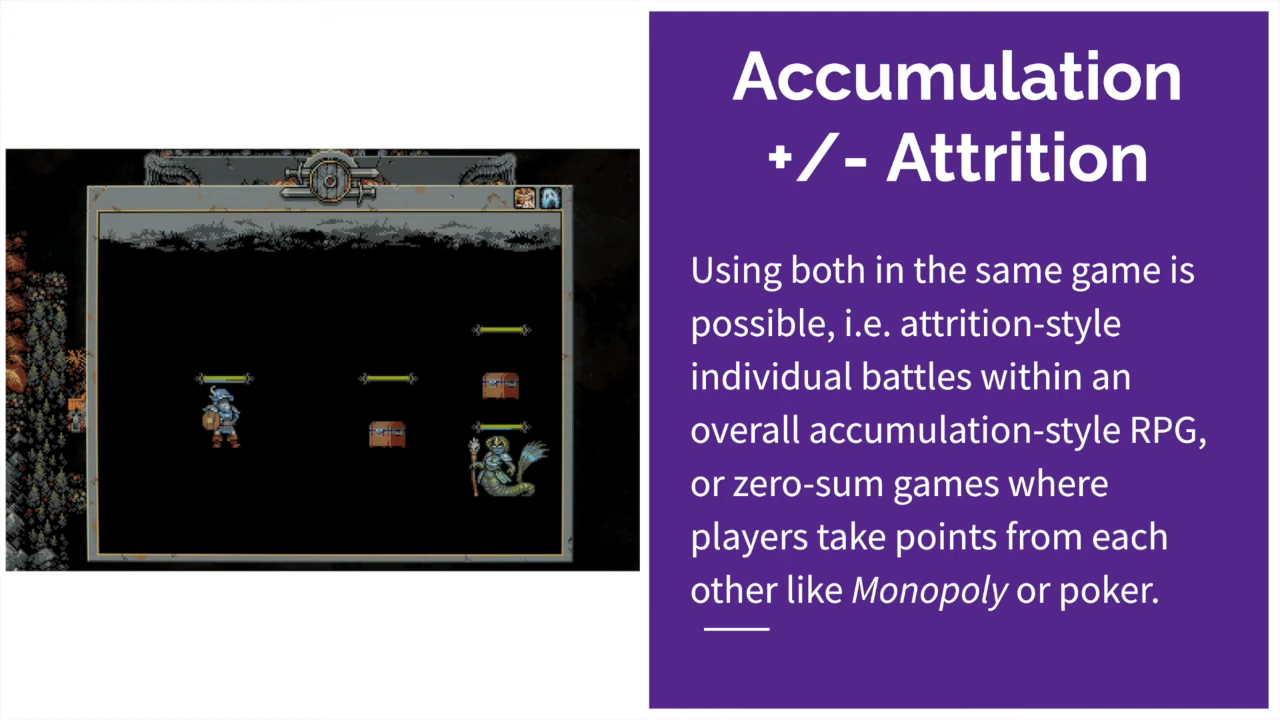 Accumulation
+/- Attrition
Using both in the same game is
possible, i.e. attrition-style
individual battles within an
overall accumulation-style RPG,
or zero-sum games where
players take points from each
other like Monopoly or poker.